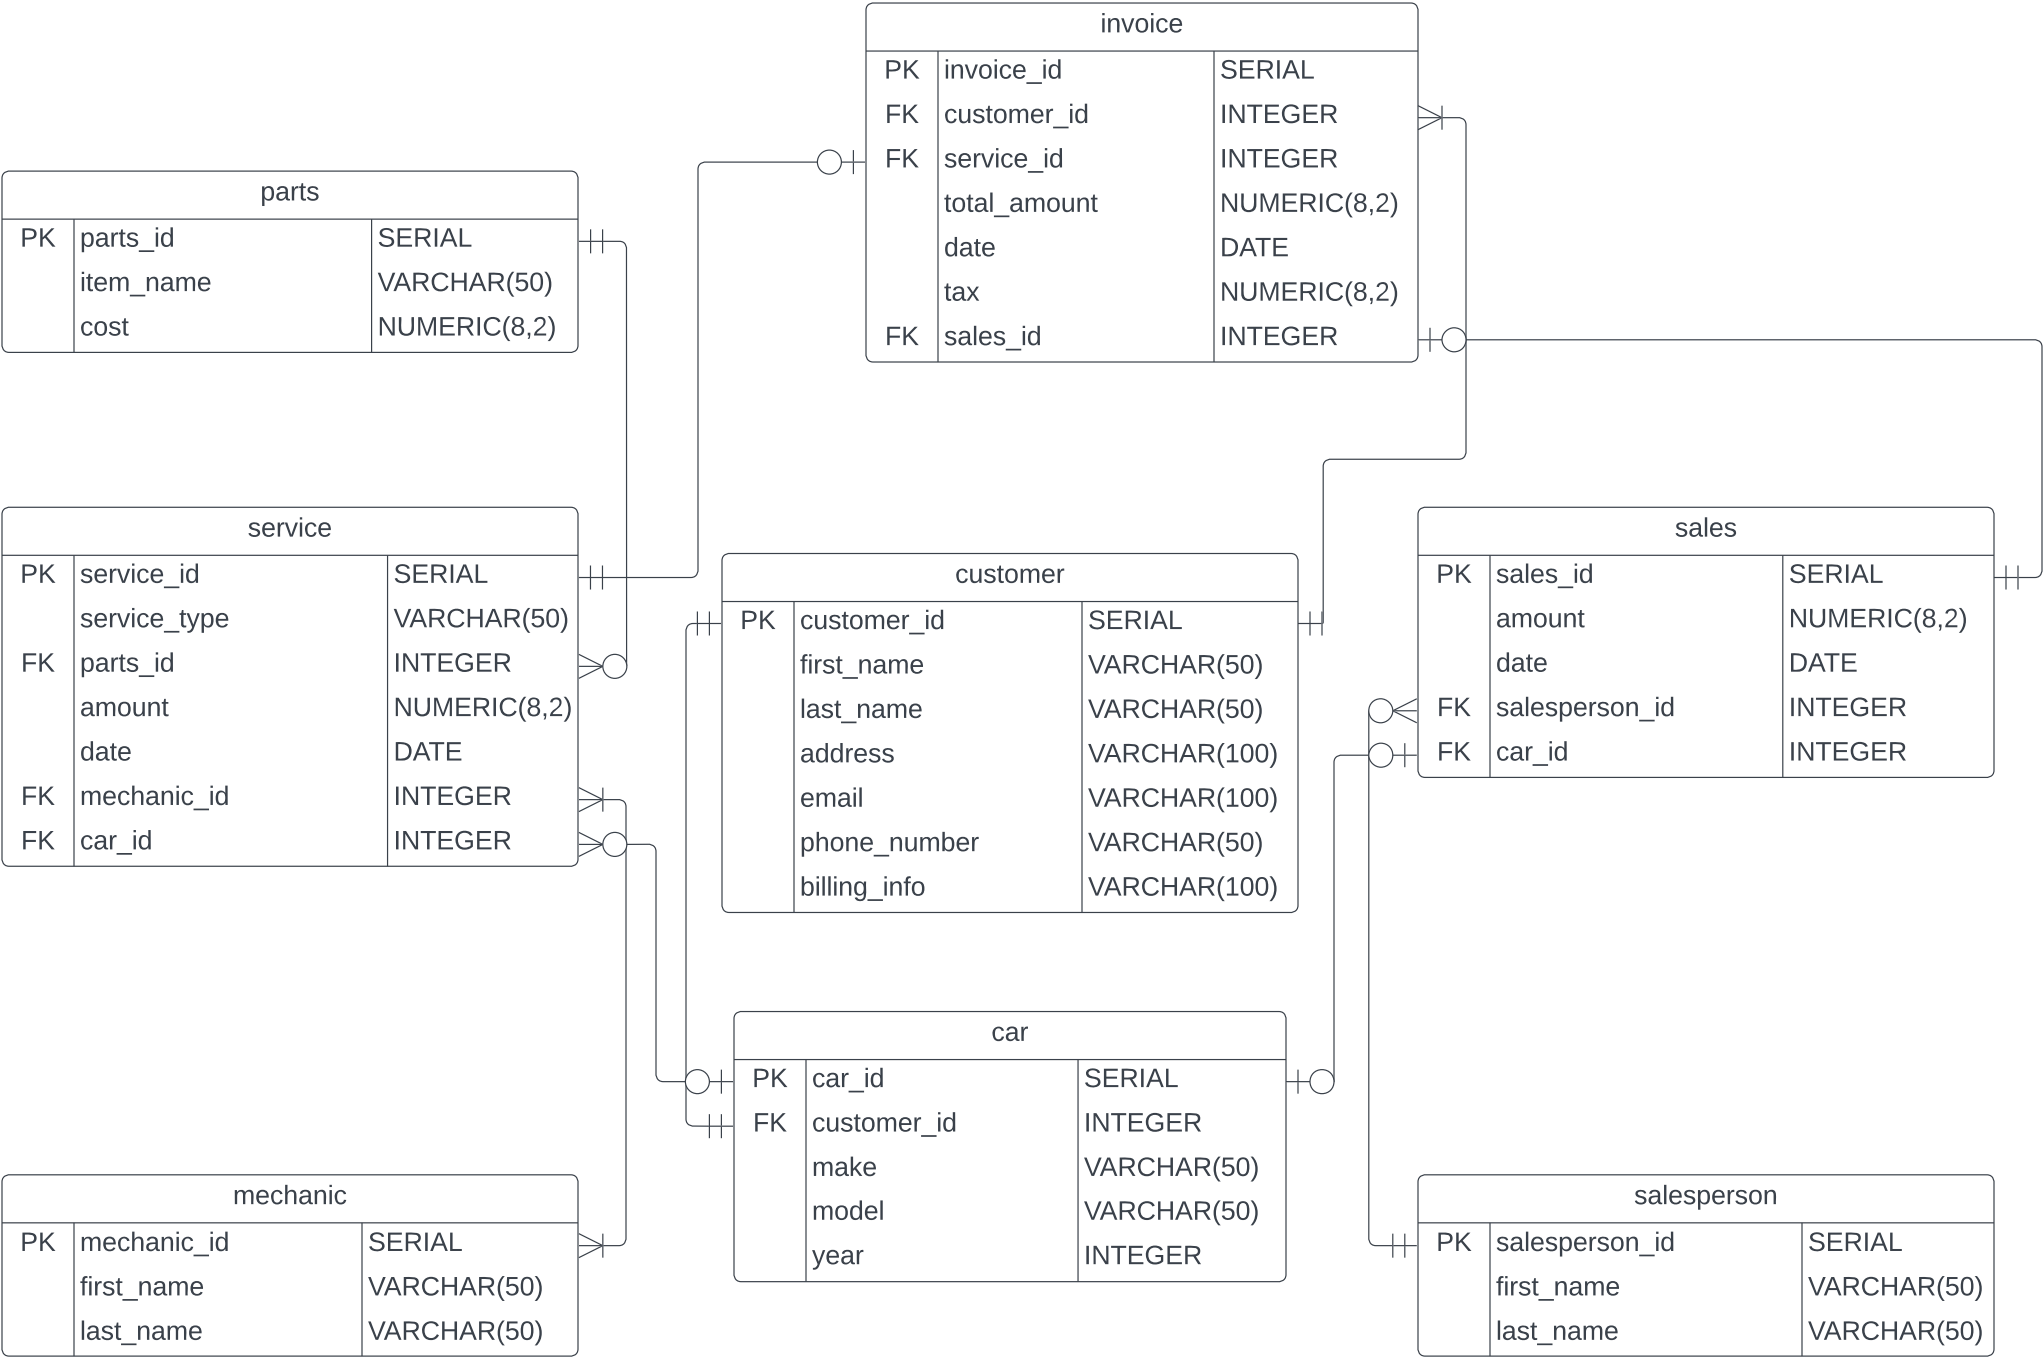 invoice
PK invoice_id SERIAL
FK customer_id INTEGER
FK service_id INTEGER
total_amount NUMERIC(8,2)
date DATE
tax NUMERIC(8,2)
FK sales_id INTEGER
parts
PK parts_id SERIAL
item_name VARCHAR(50)
cost NUMERIC(8,2)
service
PK service_id SERIAL
service_type VARCHAR(50)
FK parts_id INTEGER
amount NUMERIC(8,2)
date DATE
FK mechanic_id INTEGER
FK car_id INTEGER
customer
PK customer_id SERIAL
first_name VARCHAR(50)
last_name VARCHAR(50)
address VARCHAR(100)
email VARCHAR(100)
phone_number VARCHAR(50)
billing_info VARCHAR(100)
sales
PK sales_id SERIAL
amount NUMERIC(8,2)
date DATE
FK salesperson_id INTEGER
FK car_id INTEGER
car
PK car_id SERIAL
FK customer_id INTEGER
make VARCHAR(50)
model VARCHAR(50)
year INTEGER
mechanic
PK mechanic_id SERIAL
first_name VARCHAR(50)
last_name VARCHAR(50)
salesperson
PK salesperson_id SERIAL
first_name VARCHAR(50)
last_name VARCHAR(50)